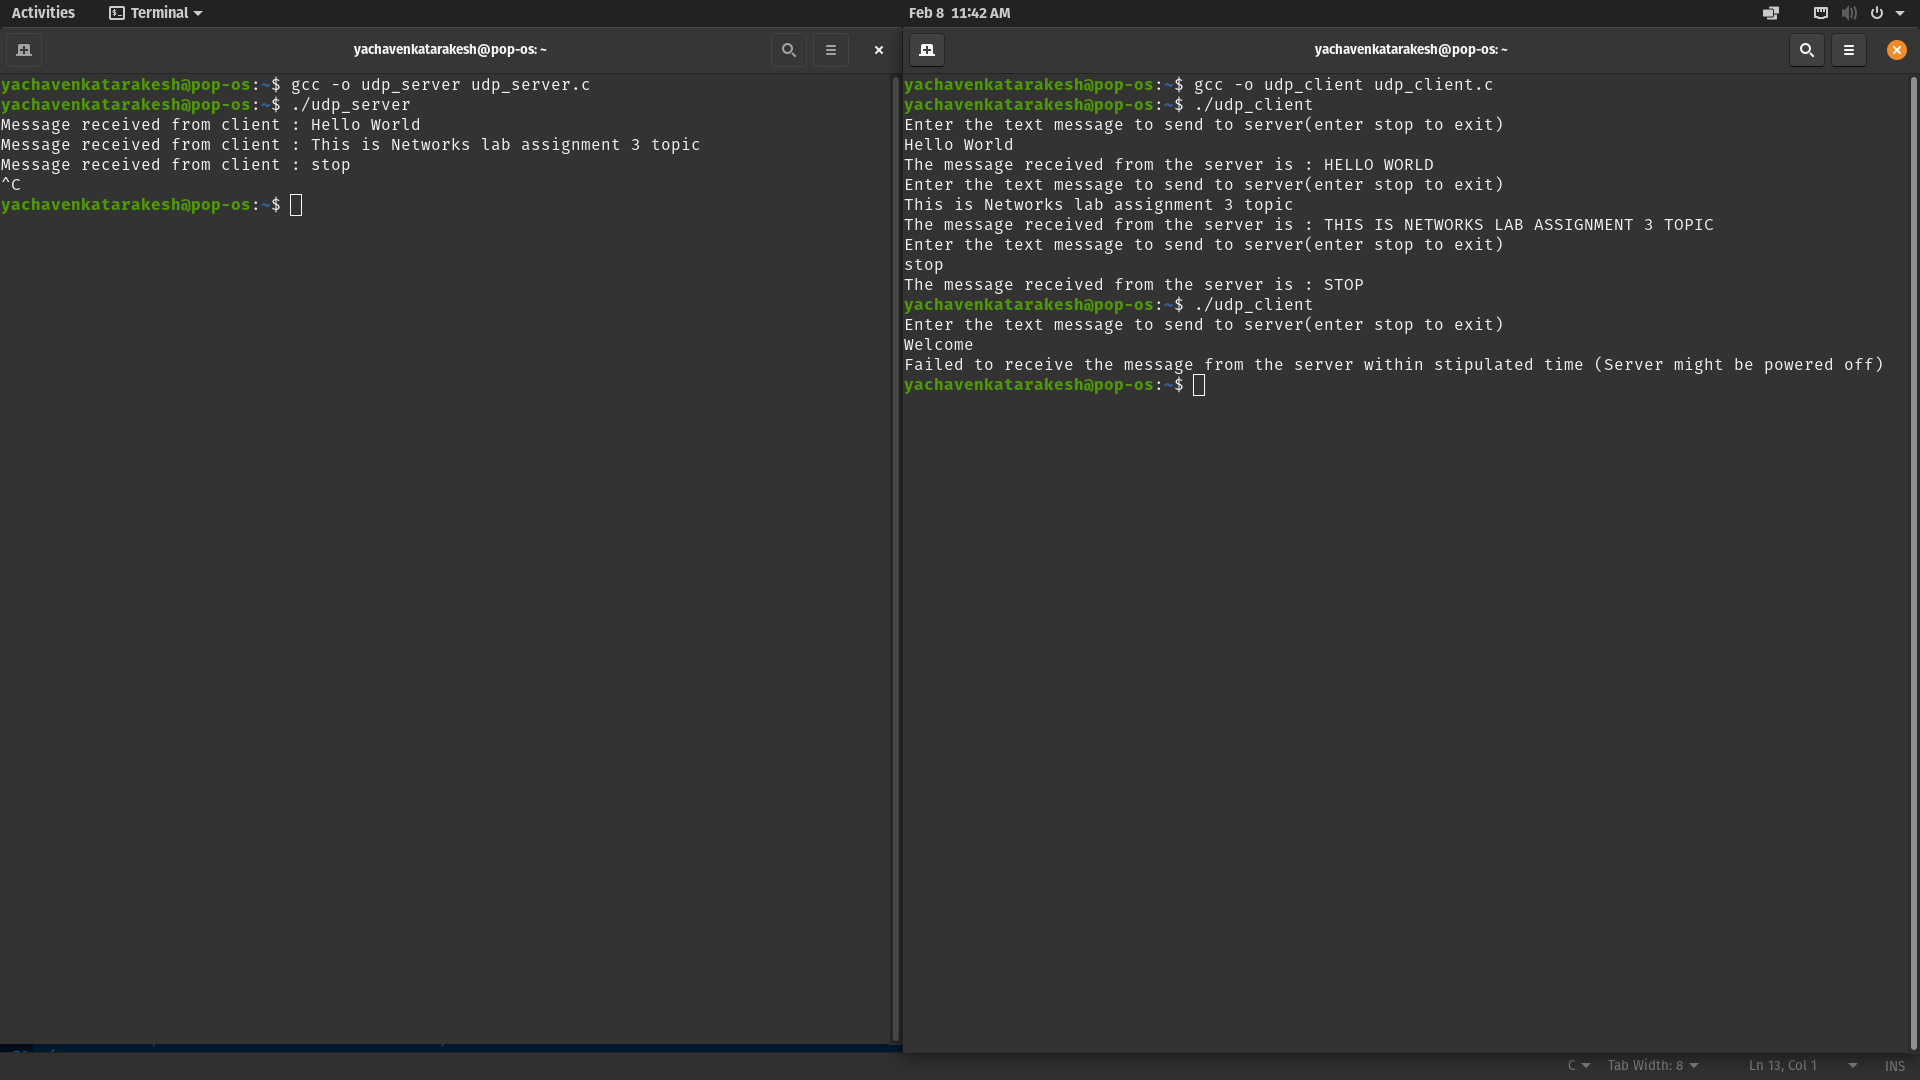 Activities Terminal Feb 8 11:42 AM
yachavenkatarakesh@pop-os: ~
yachavenkatarakesh@pop-os:~$ gcc -o udp_server udp_server.c
yachavenkatarakesh@pop-os:~$ ./udp_server
Message received from client : Hello World
Message received from client : This is Networks lab assignment 3 topic
Message received from client : stop
^C
yachavenkatarakesh@pop-os:~$
yachavenkatarakesh@pop-os: ~
yachavenkatarakesh@pop-os:~$ gcc -o udp_client udp_client.c
yachavenkatarakesh@pop-os:~$ ./udp_client
Enter the text message to send to server(enter stop to exit)
Hello World
The message received from the server is : HELLO WORLD
Enter the text message to send to server(enter stop to exit)
This is Networks lab assignment 3 topic
The message received from the server is : THIS IS NETWORKS LAB ASSIGNMENT 3 TOPIC
Enter the text message to send to server(enter stop to exit)
stop
The message received from the server is : STOP
yachavenkatarakesh@pop-os:~$ ./udp_client
Enter the text message to send to server(enter stop to exit)
Welcome
Failed to receive the message from the server within stipulated time (Server might be powered off)
yachavenkatarakesh@pop-os:~$
C Tab Width: 8 Ln 13, Col 1 INS